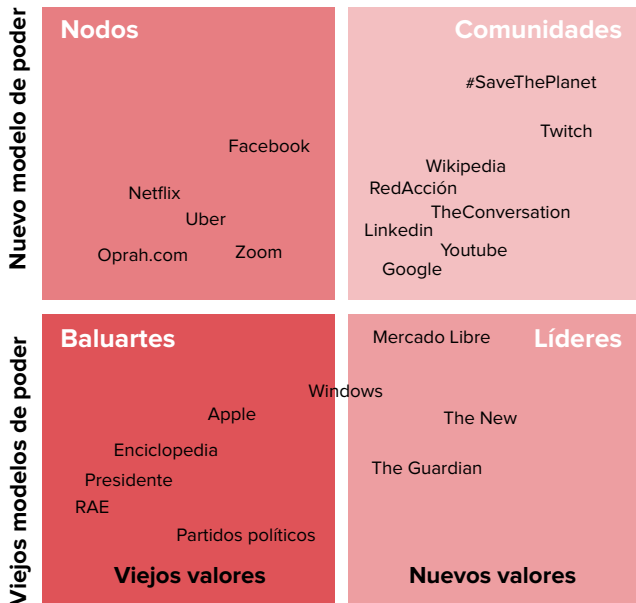 Nuevo modelo de poder
Nodos
Facebook
Netflix
Uber
Oprah.com
Zoom
Comunidades
#SaveThePlanet
Twitch
Wikipedia
RedAcción
TheConversation
Linkedin
Youtube
Google
Viejos modelos de poder
Baluartes
Windows
Apple
Enciclopedia
Presidente
RAE
Partidos políticos
Viejos valores
Líderes
Mercado Libre
The New
The Guardian
Nuevos valores